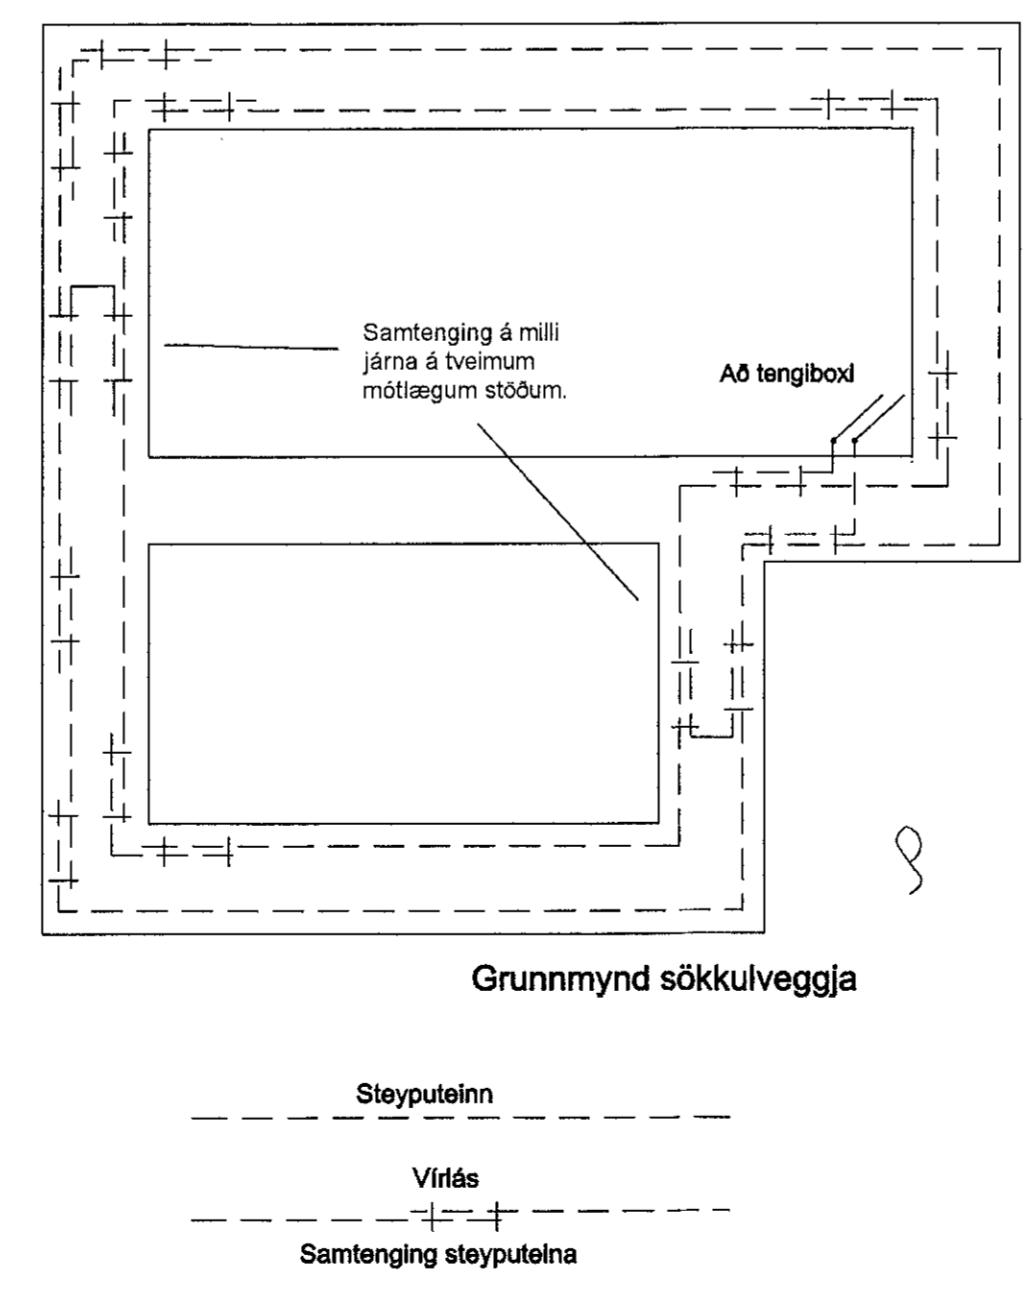 Samtenging á milli
járna á tveimum
mótlægum stöðum.
Að tengiboxi
Grunnmynd sökkulveggja
Steyputeinn
Vírlás
Samtenging steyputeina